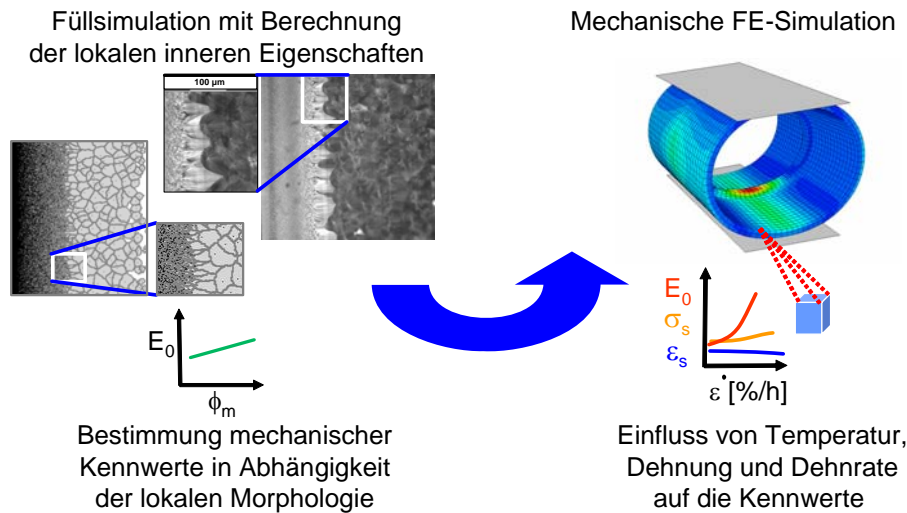 Füllsimulation mit Berechnung
der lokalen inneren Eigenschaften
Mechanische FE-Simulation
100 µm
E₀
ϕₘ
E₀
σₛ
εₛ
ε̇ [%/h]
Bestimmung mechanischer
Kennwerte in Abhängigkeit
der lokalen Morphologie
Einfluss von Temperatur,
Dehnung und Dehnrate
auf die Kennwerte